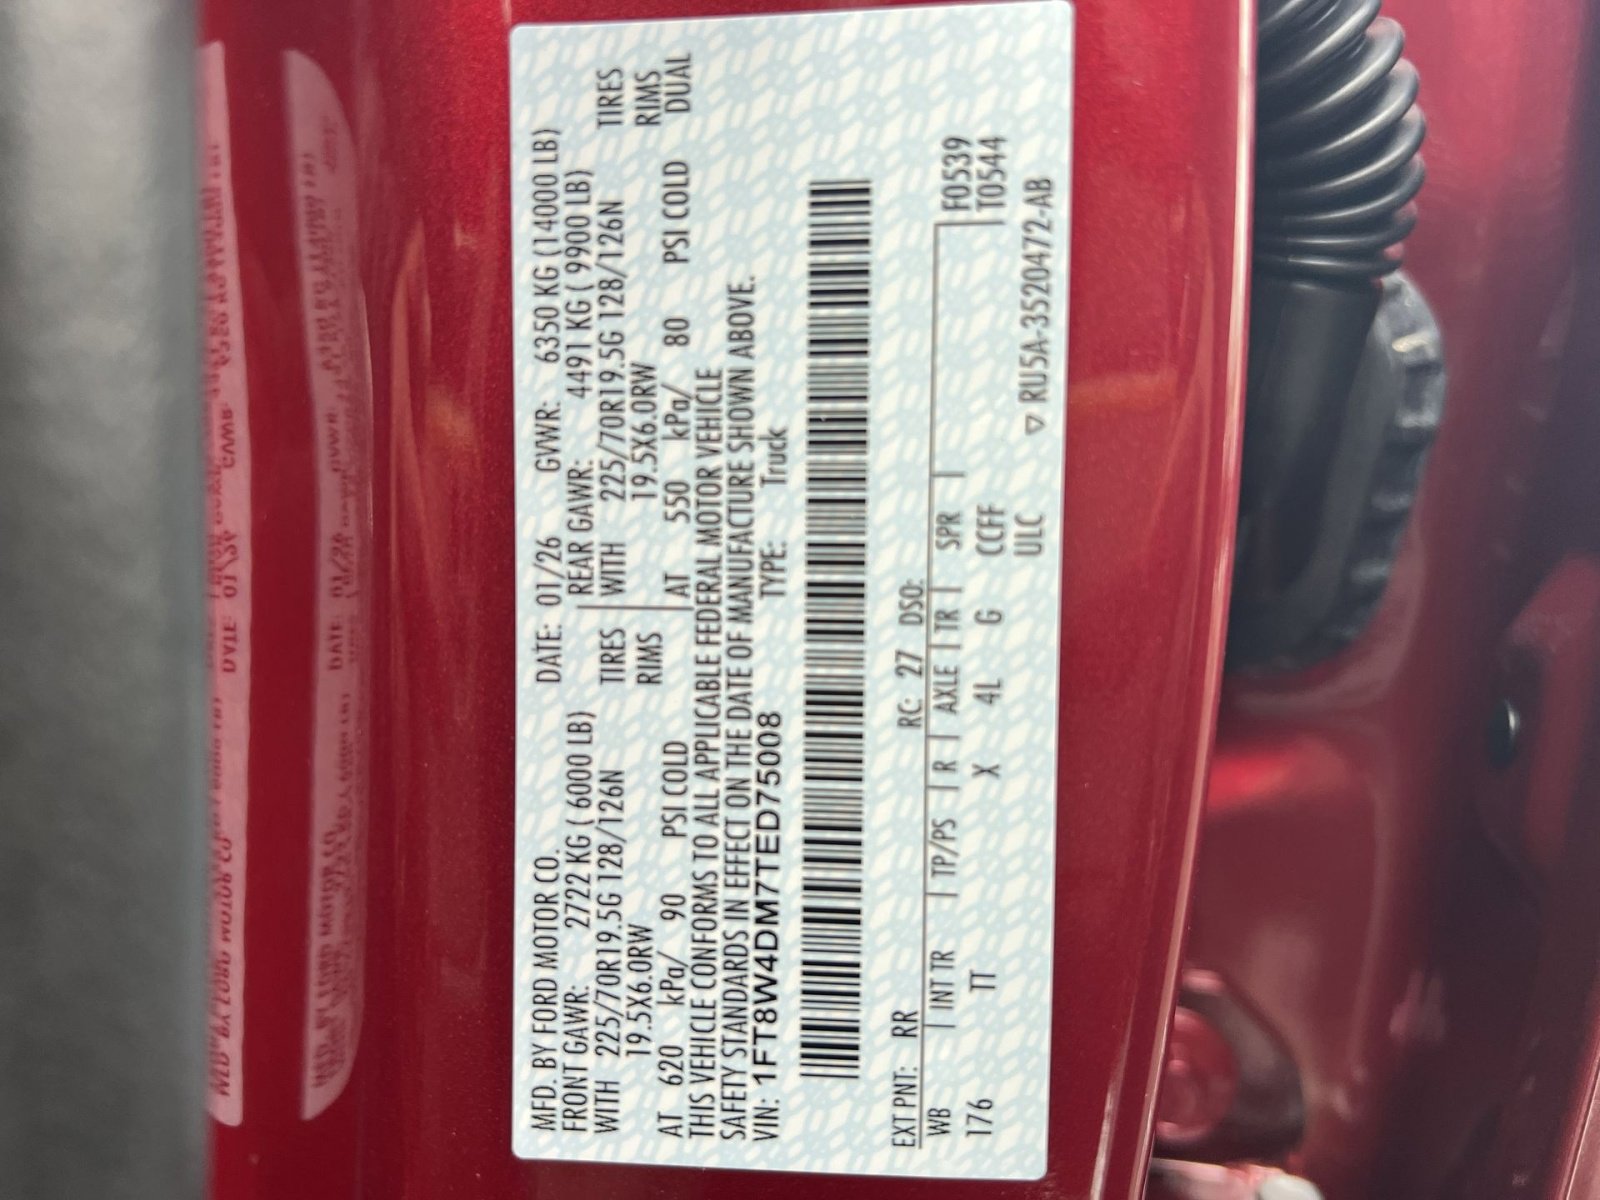 MFD. BY FORD MOTOR CO.
DATE: 01/26 GVWR: 6350 KG (14000 LB)
FRONT GAWR: 2722 KG ( 6000 LB)
REAR GAWR: 4491 KG ( 9900 LB)
WITH 225/70R19.5G 128/126N TIRES
WITH 225/70R19.5G 128/126N TIRES
19.5X6.0RW RIMS
19.5X6.0RW RIMS
AT 620 kPa/ 90 PSI COLD
AT 550 kPa/ 80 PSI COLD DUAL
THIS VEHICLE CONFORMS TO ALL APPLICABLE FEDERAL MOTOR VEHICLE
SAFETY STANDARDS IN EFFECT ON THE DATE OF MANUFACTURE SHOWN ABOVE.
VIN: 1FT8W4DM7TED75008 TYPE: Truck
EXT PNT: RR RC: 27 DSO:
F0539
WB | INT TR | TP/PS | R | AXLE | TR | SPR |
T0544
176 TT X 4L G CCFF
ULC ▽ RU5A-3520472-AB